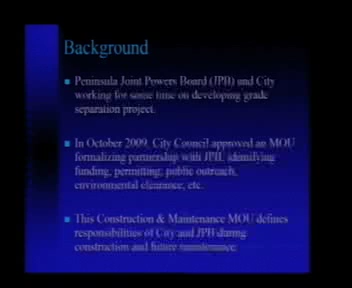 Background
Peninsula Joint Powers Board (JPB) and City
working for some time on developing grade
separation project.
In October 2009, City Council approved an MOU
formalizing partnership with JPB, identifying
funding, permitting, public outreach,
environmental clearance, etc.
This Construction & Maintenance MOU defines
responsibilities of City and JPB during
construction and future maintenance.